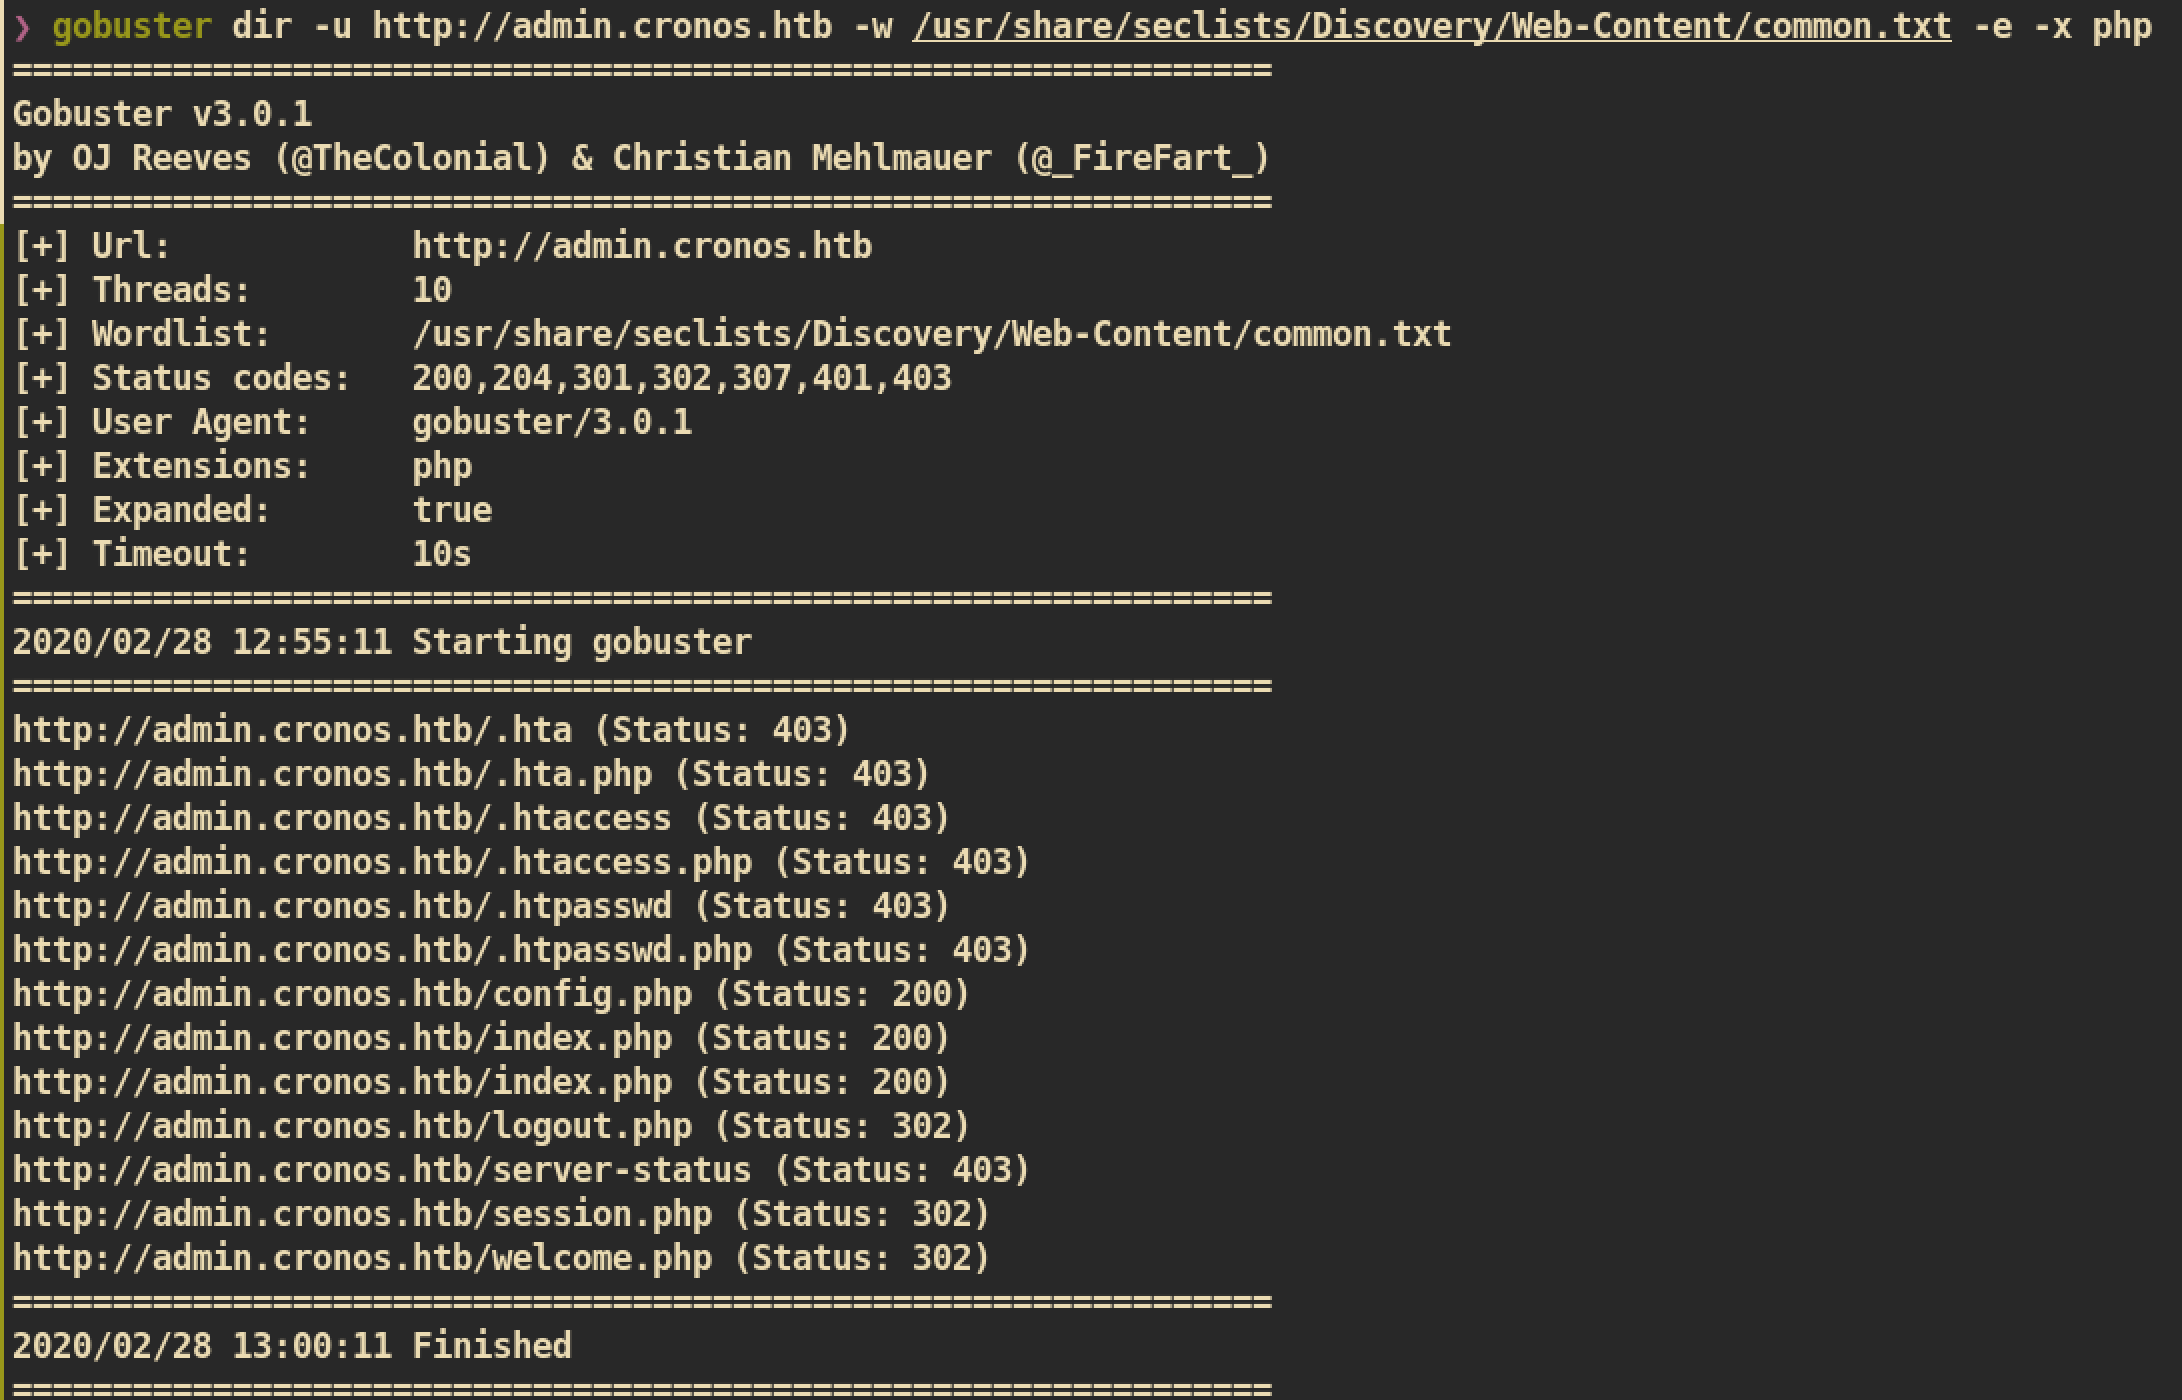 ❯ gobuster dir -u http://admin.cronos.htb -w /usr/share/seclists/Discovery/Web-Content/common.txt -e -x php
===============================================================
Gobuster v3.0.1
by OJ Reeves (@TheColonial) & Christian Mehlmauer (@_FireFart_)
===============================================================
[+] Url:            http://admin.cronos.htb
[+] Threads:        10
[+] Wordlist:       /usr/share/seclists/Discovery/Web-Content/common.txt
[+] Status codes:   200,204,301,302,307,401,403
[+] User Agent:     gobuster/3.0.1
[+] Extensions:     php
[+] Expanded:       true
[+] Timeout:        10s
===============================================================
2020/02/28 12:55:11 Starting gobuster
===============================================================
http://admin.cronos.htb/.hta (Status: 403)
http://admin.cronos.htb/.hta.php (Status: 403)
http://admin.cronos.htb/.htaccess (Status: 403)
http://admin.cronos.htb/.htaccess.php (Status: 403)
http://admin.cronos.htb/.htpasswd (Status: 403)
http://admin.cronos.htb/.htpasswd.php (Status: 403)
http://admin.cronos.htb/config.php (Status: 200)
http://admin.cronos.htb/index.php (Status: 200)
http://admin.cronos.htb/index.php (Status: 200)
http://admin.cronos.htb/logout.php (Status: 302)
http://admin.cronos.htb/server-status (Status: 403)
http://admin.cronos.htb/session.php (Status: 302)
http://admin.cronos.htb/welcome.php (Status: 302)
===============================================================
2020/02/28 13:00:11 Finished
===============================================================